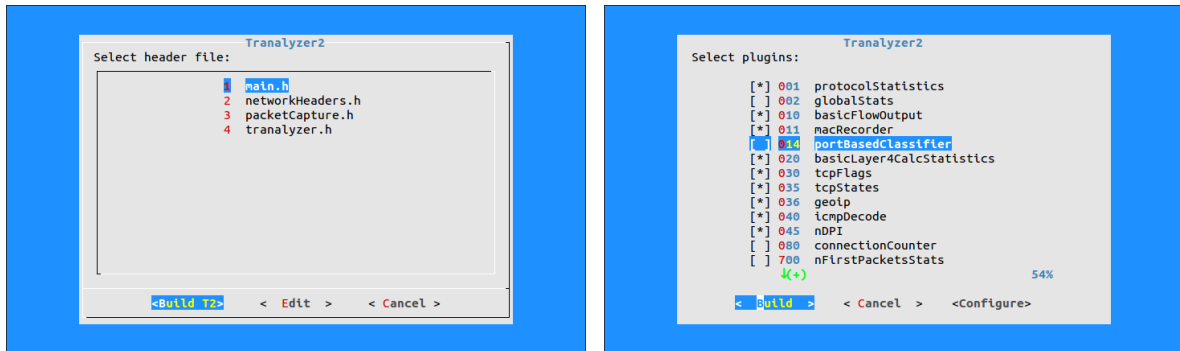 Tranalyzer2
Select header file:
1 main.h
2 networkHeaders.h
3 packetCapture.h
4 tranalyzer.h
<Build T2> < Edit > < Cancel >
Tranalyzer2
Select plugins:
[*] 001 protocolStatistics
[ ] 002 globalStats
[*] 010 basicFlowOutput
[*] 011 macRecorder
[ ] 014 portBasedClassifier
[*] 020 basicLayer4CalcStatistics
[*] 030 tcpFlags
[*] 035 tcpStates
[*] 036 geoip
[*] 040 icmpDecode
[*] 045 nDPI
[ ] 080 connectionCounter
[ ] 700 nFirstPacketsStats
↓(+) 54%
< Build > < Cancel > <Configure>